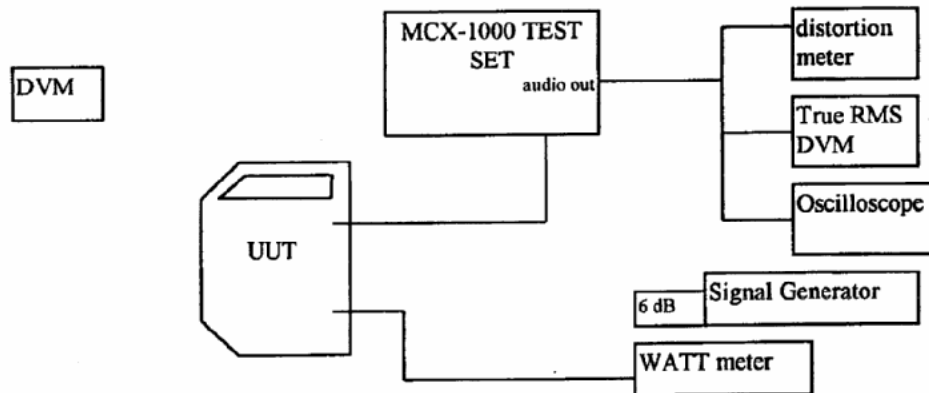 MCX-1000 TEST
SET
audio out
distortion
meter
DVM
True RMS
DVM
Oscilloscope
UUT
6 dB
Signal Generator
WATT meter